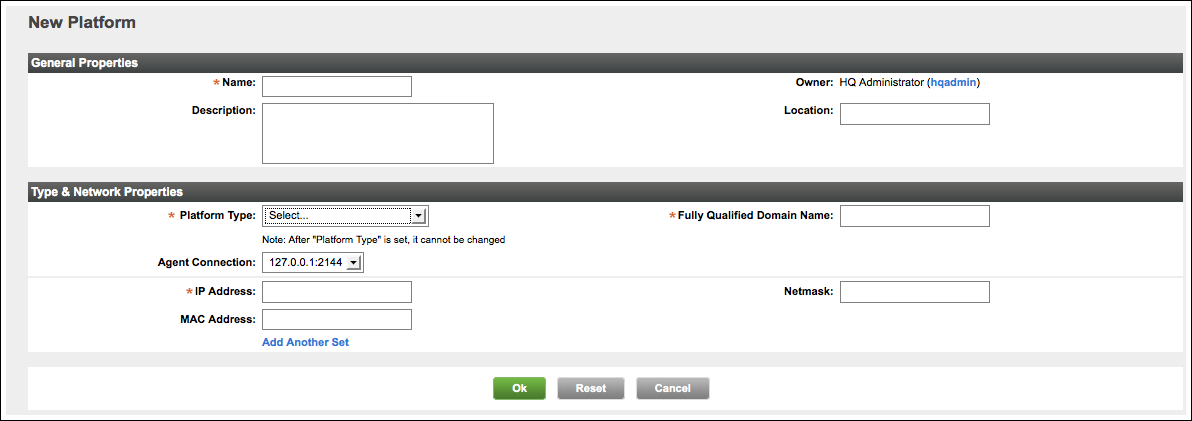 New Platform
General Properties
* Name:
Owner: HQ Administrator (hqadmin)
Description:
Location:
Type & Network Properties
* Platform Type: Select...
* Fully Qualified Domain Name:
Note: After "Platform Type" is set, it cannot be changed
Agent Connection: 127.0.0.1:2144
* IP Address:
Netmask:
MAC Address:
Add Another Set
Ok Reset Cancel